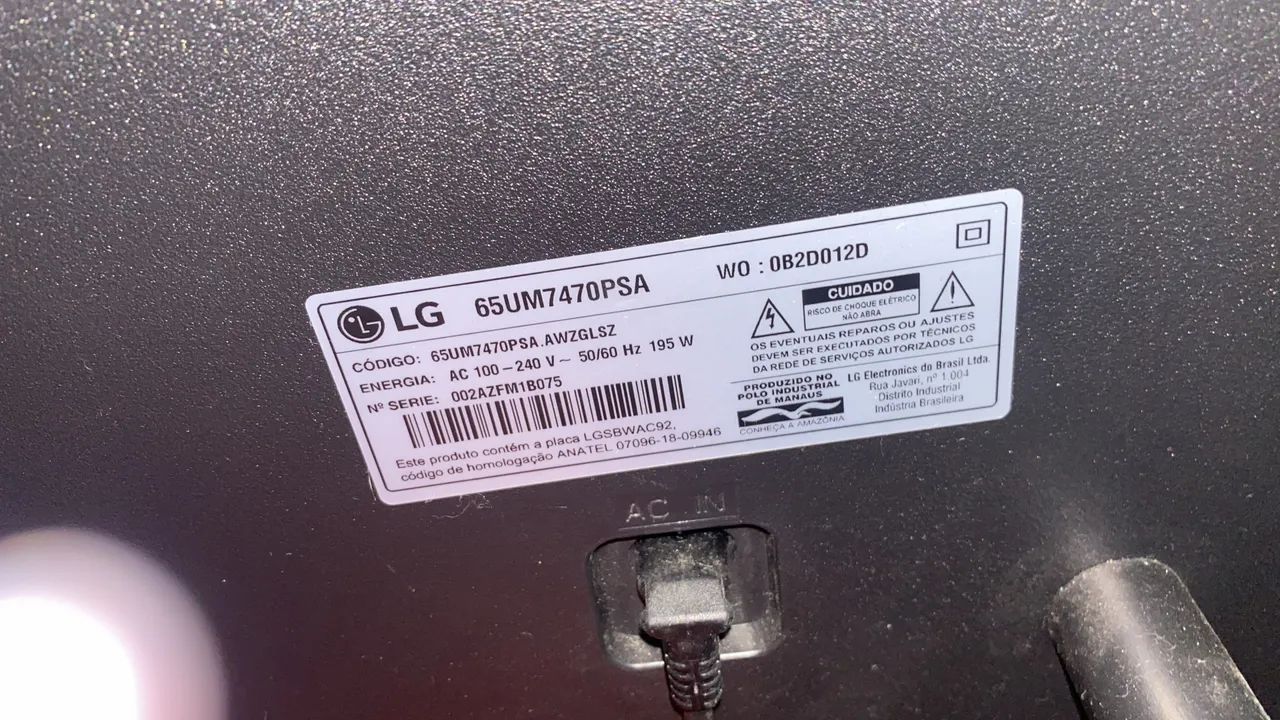 LG 65UM7470PSA WO : 0B2D012D
CÓDIGO: 65UM7470PSA.AWZGLSZ
ENERGIA: AC 100 – 240 V ~ 50/60 Hz 195 W
Nº SERIE: 002AZFM1B075
Este produto contém a placa LGSBWAC92,
código de homologação ANATEL 07096-18-09946
CUIDADO
RISCO DE CHOQUE ELÉTRICO
NÃO ABRA
OS EVENTUAIS REPAROS OU AJUSTES
DEVEM SER EXECUTADOS POR TÉCNICOS
DA REDE DE SERVIÇOS AUTORIZADOS LG
PRODUZIDO NO
POLO INDUSTRIAL
DE MANAUS
CONHEÇA A AMAZÔNIA
LG Electronics do Brasil Ltda.
Rua Javari, nº 1.004
Distrito Industrial
Indústria Brasileira
AC IN